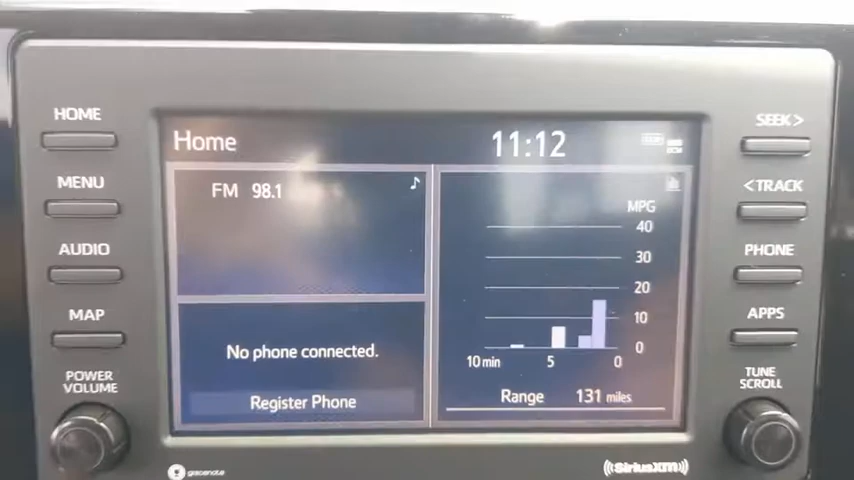 HOME
MENU
AUDIO
MAP
POWER
VOLUME
Home
11:12
FM 98.1
No phone connected.
Register Phone
MPG
40
30
20
10
0
10 min 5 0
Range 131 miles
SEEK >
< TRACK
PHONE
APPS
TUNE
SCROLL
gracenote
SiriusXM